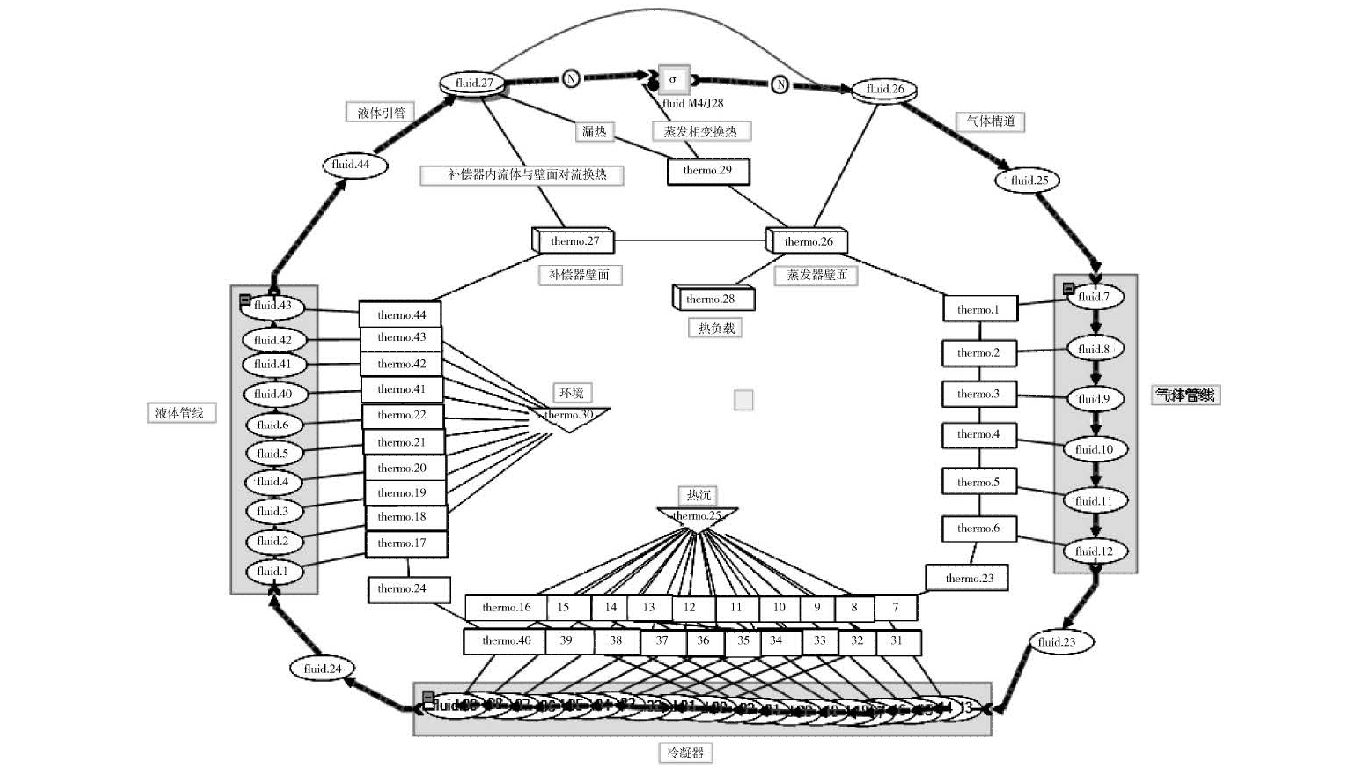 fluid.27
N
σ
N
fluid.26
fluid M4/J28
液体引管
漏热
蒸发相变换热
气体槽道
fluid.44
补偿器内流体与壁面对流换热
thermo.29
fluid.25
thermo.27
thermo.26
补偿器壁面
蒸发器壁五
thermo.28
热负载
fluid.43
fluid.42
fluid.41
fluid.40
fluid.6
fluid.5
fluid.4
fluid.3
fluid.2
fluid.1
液体管线
thermo.44
thermo.43
thermo.42
thermo.41
thermo.22
thermo.21
thermo.20
thermo.19
thermo.18
thermo.17
thermo.24
环境
thermo.30
thermo.1
thermo.2
thermo.3
thermo.4
thermo.5
thermo.6
thermo.23
fluid.7
fluid.8
fluid.9
fluid.10
fluid.1
fluid.12
气体管线
fluid.23
热沉
thermo.25
thermo.16 15 14 13 12 11 10 9 8 7
thermo.40 39 38 37 36 35 34 33 32 31
fluid.24
13
冷凝器